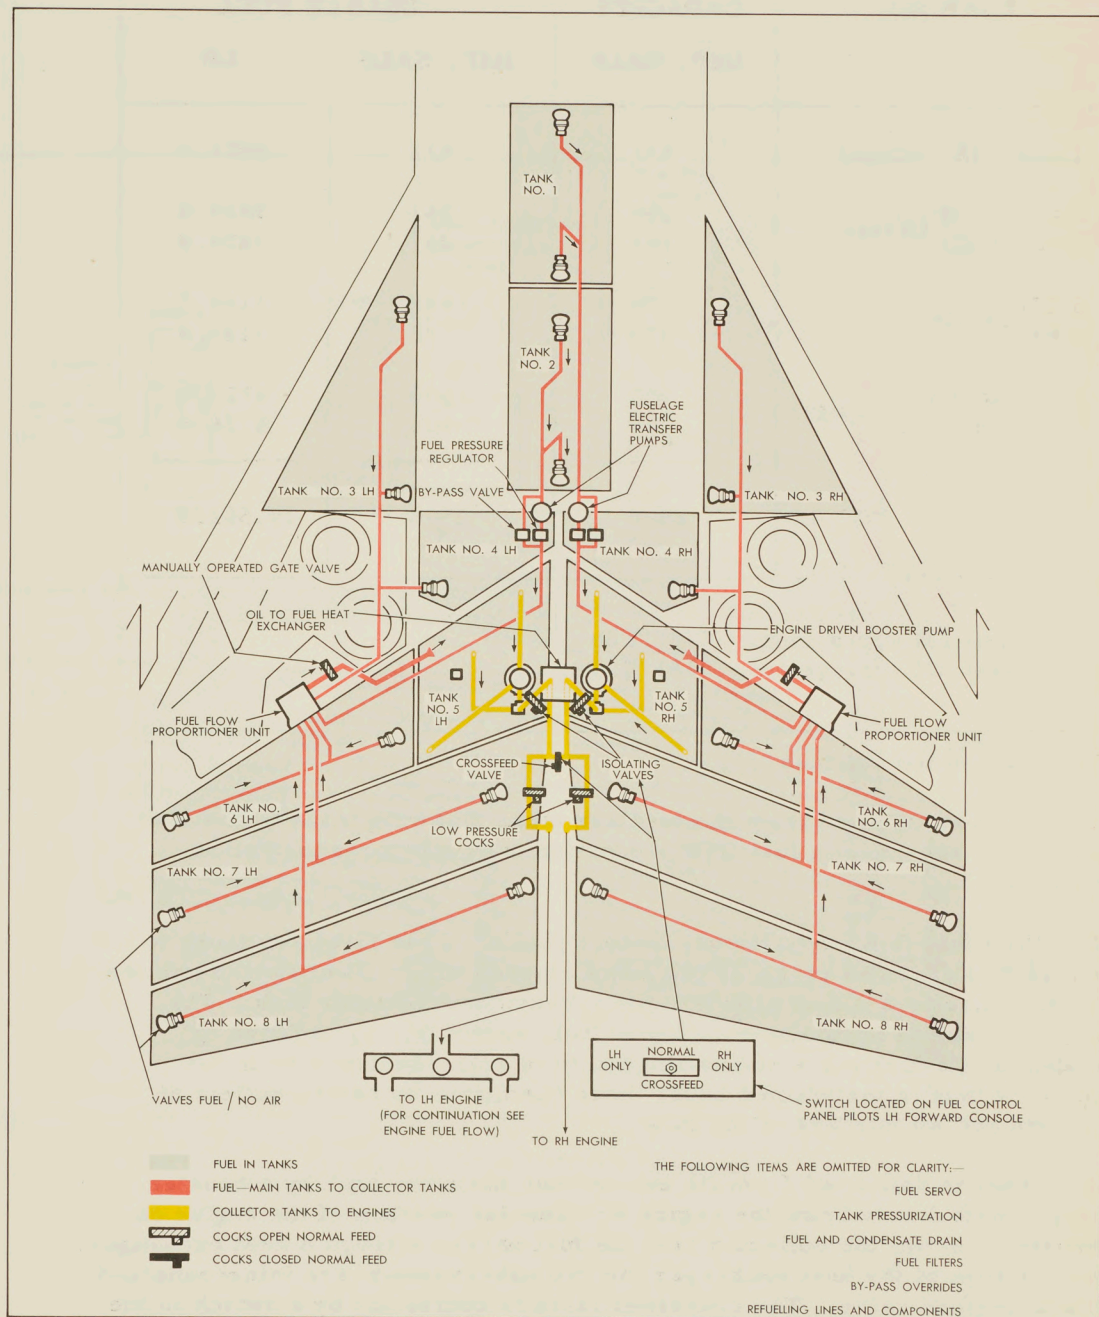 TANK
NO. 1
TANK
NO. 2
FUSELAGE
ELECTRIC
TRANSFER
PUMPS
FUEL PRESSURE
REGULATOR
BY-PASS VALVE
TANK NO. 3 LH
TANK NO. 3 RH
TANK NO. 4 LH
TANK NO. 4 RH
MANUALLY OPERATED GATE VALVE
OIL TO FUEL HEAT
EXCHANGER
ENGINE DRIVEN BOOSTER PUMP
TANK
NO. 5
LH
TANK
NO. 5
RH
FUEL FLOW
PROPORTIONER UNIT
FUEL FLOW
PROPORTIONER UNIT
CROSSFEED
VALVE
ISOLATING
VALVES
TANK NO.
6 LH
TANK
NO. 6 RH
LOW PRESSURE
COCKS
TANK NO. 7 LH
TANK NO. 7 RH
TANK NO. 8 LH
TANK NO. 8 RH
LH
ONLY
NORMAL
RH
ONLY
CROSSFEED
VALVES FUEL / NO AIR
TO LH ENGINE
(FOR CONTINUATION SEE
ENGINE FUEL FLOW)
SWITCH LOCATED ON FUEL CONTROL
PANEL PILOTS LH FORWARD CONSOLE
TO RH ENGINE
FUEL IN TANKS
FUEL—MAIN TANKS TO COLLECTOR TANKS
COLLECTOR TANKS TO ENGINES
COCKS OPEN NORMAL FEED
COCKS CLOSED NORMAL FEED
THE FOLLOWING ITEMS ARE OMITTED FOR CLARITY:—
FUEL SERVO
TANK PRESSURIZATION
FUEL AND CONDENSATE DRAIN
FUEL FILTERS
BY-PASS OVERRIDES
REFUELLING LINES AND COMPONENTS